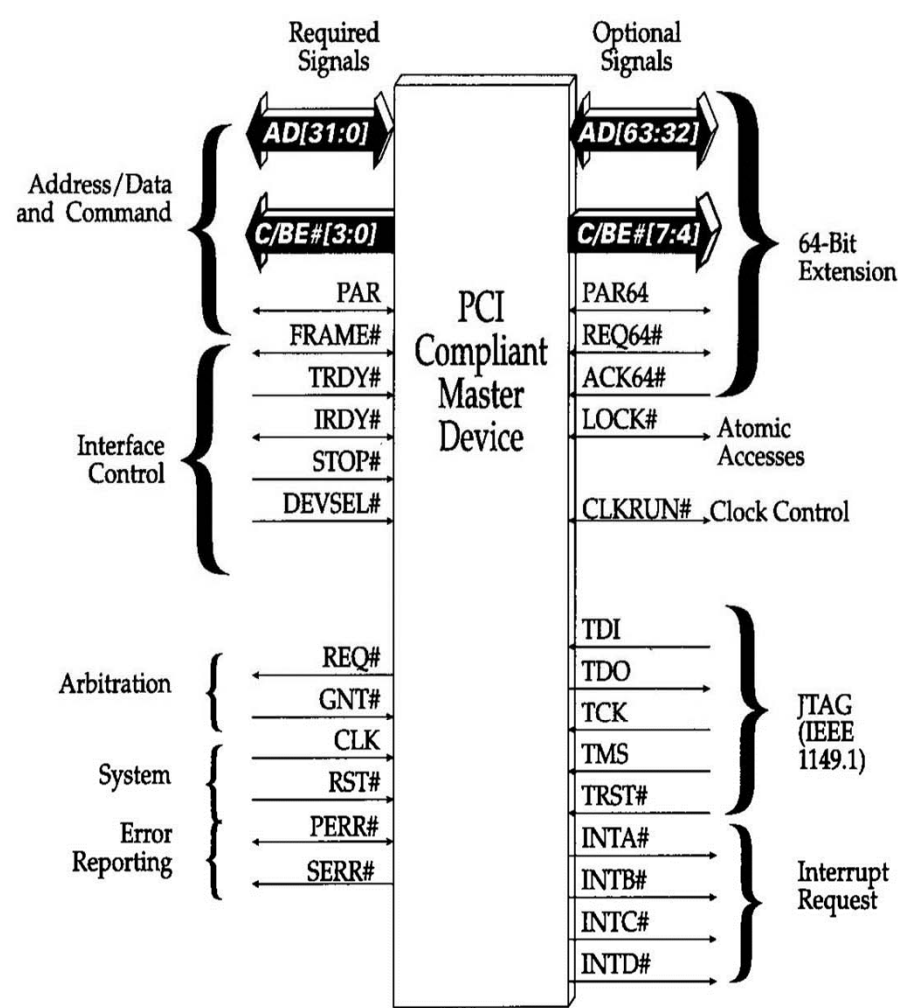 Required
Signals
Optional
Signals
AD[31:0]
AD[63:32]
Address/Data
and Command
C/BE#[3:0]
C/BE#[7:4]
64-Bit
Extension
PAR
PAR64
FRAME#
REQ64#
TRDY#
ACK64#
IRDY#
LOCK#
Atomic
Accesses
Interface
Control
STOP#
DEVSEL#
CLKRUN#
Clock Control
PCI
Compliant
Master
Device
TDI
REQ#
TDO
Arbitration
GNT#
TCK
JTAG
(IEEE
1149.1)
CLK
TMS
System
RST#
TRST#
Error
Reporting
PERR#
INTA#
SERR#
INTB#
Interrupt
Request
INTC#
INTD#